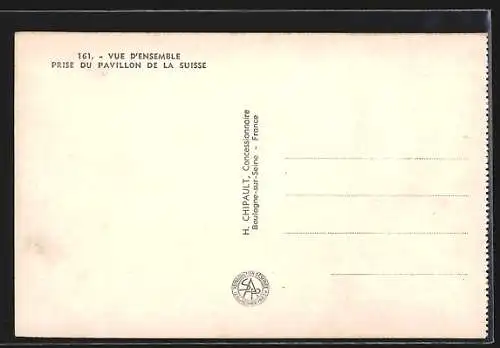 161. - VUE D'ENSEMBLE
PRISE DU PAVILLON DE LA SUISSE
H. CHIPAULT, Concessionnaire
Boulogne-sur-Seine - France